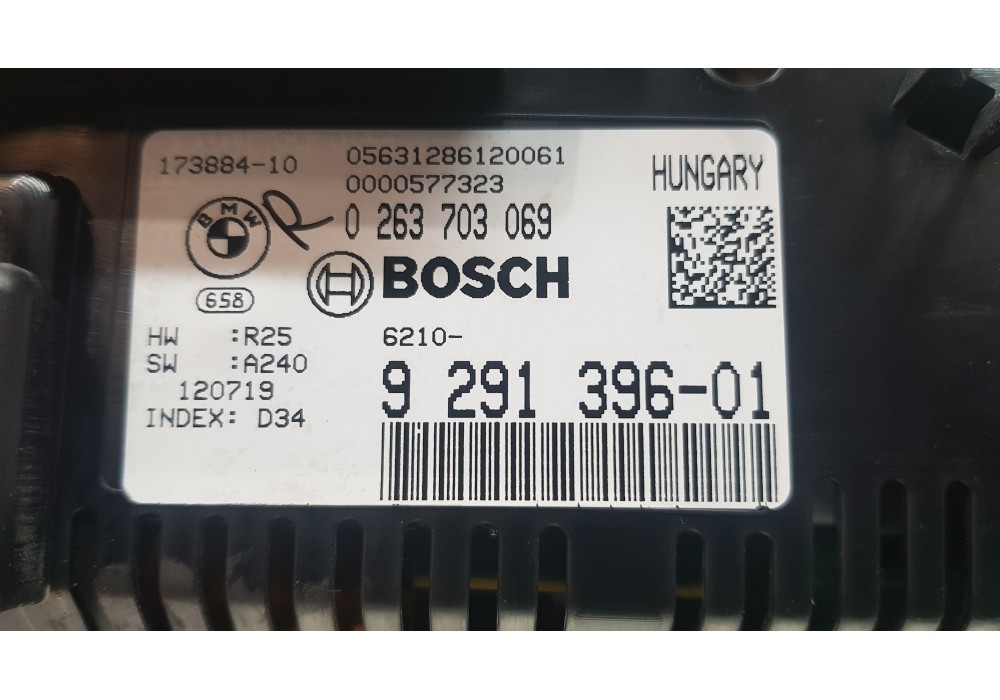 173884-10
05631286120061
0000577323
HUNGARY
BMW
R
0 263 703 069
BOSCH
658
HW :R25
SW :A240
120719
INDEX: D34
6210-
9 291 396-01